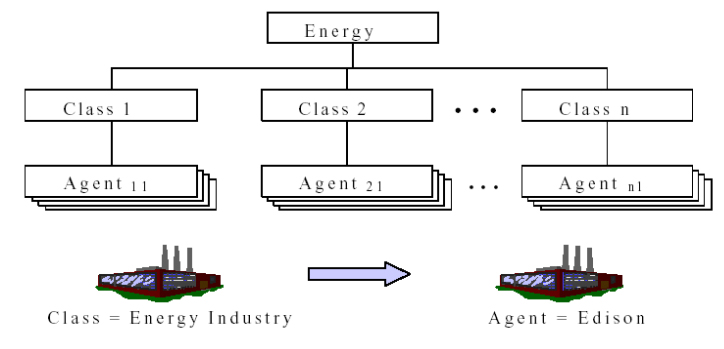 Energy
Class 1 Class 2 • • • Class n
Agent 11 Agent 21 • • • Agent n1
Class = Energy Industry Agent = Edison